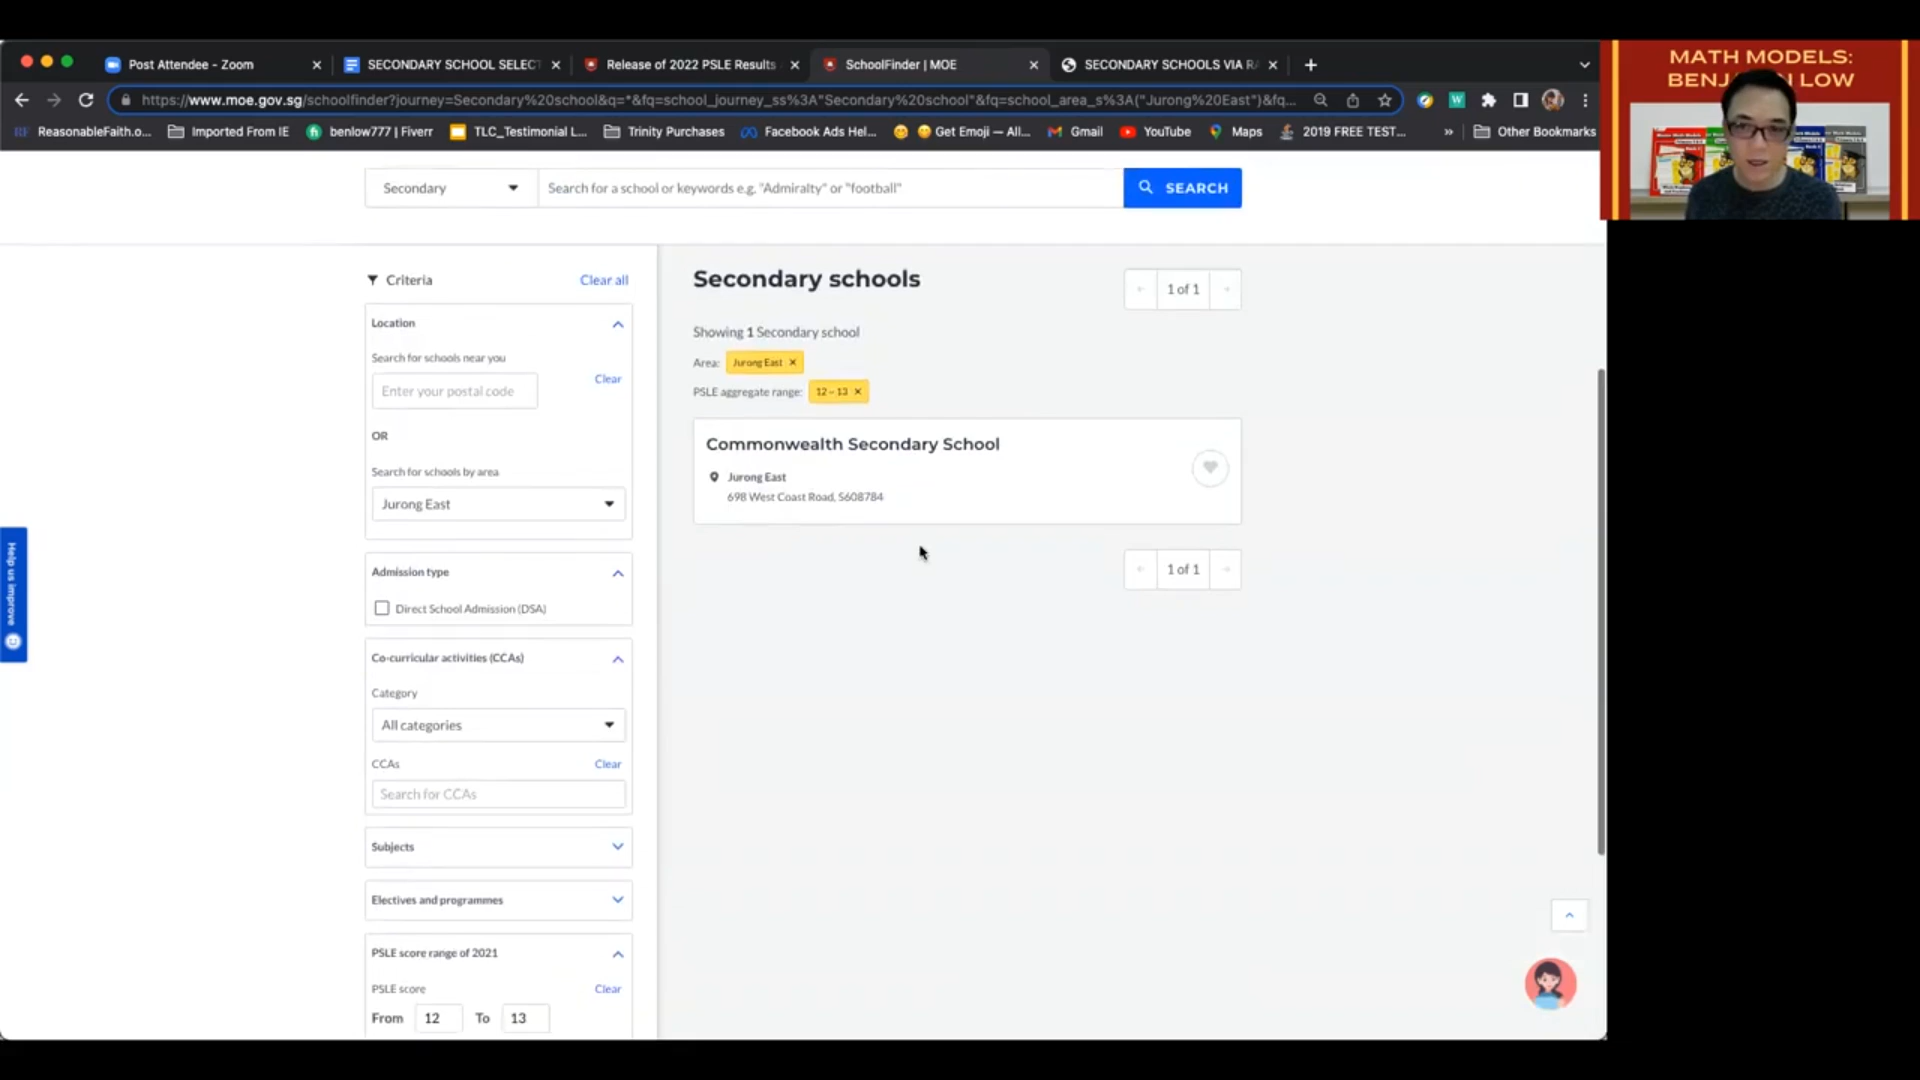 Post Attendee - Zoom
SECONDARY SCHOOL SELECT
Release of 2022 PSLE Results
SchoolFinder | MOE
SECONDARY SCHOOLS VIA RA
https://www.moe.gov.sg/schoolfinder?journey=Secondary%20school&q=*&fq=school_journey_ss%3A"Secondary%20school"&fq=school_area_s%3A("Jurong%20East")&fq...
ReasonableFaith.o...
Imported From IE
benlow777 | Fiverr
TLC_Testimonial L...
Trinity Purchases
Facebook Ads Hel...
Get Emoji — All...
Gmail
YouTube
Maps
2019 FREE TEST...
»
Other Bookmarks
MATH MODELS:
BENJAMIN LOW
Secondary
Search for a school or keywords e.g. "Admiralty" or "football"
SEARCH
Criteria
Clear all
Location
Search for schools near you
Clear
Enter your postal code
OR
Search for schools by area
Jurong East
Admission type
Direct School Admission (DSA)
Co-curricular activities (CCAs)
Category
All categories
CCAs
Clear
Search for CCAs
Subjects
Electives and programmes
PSLE score range of 2021
PSLE score
Clear
From 12 To 13
Secondary schools
1 of 1
Showing 1 Secondary school
Area: Jurong East ×
PSLE aggregate range: 12 – 13 ×
Commonwealth Secondary School
Jurong East
698 West Coast Road, S608784
1 of 1
Help us improve